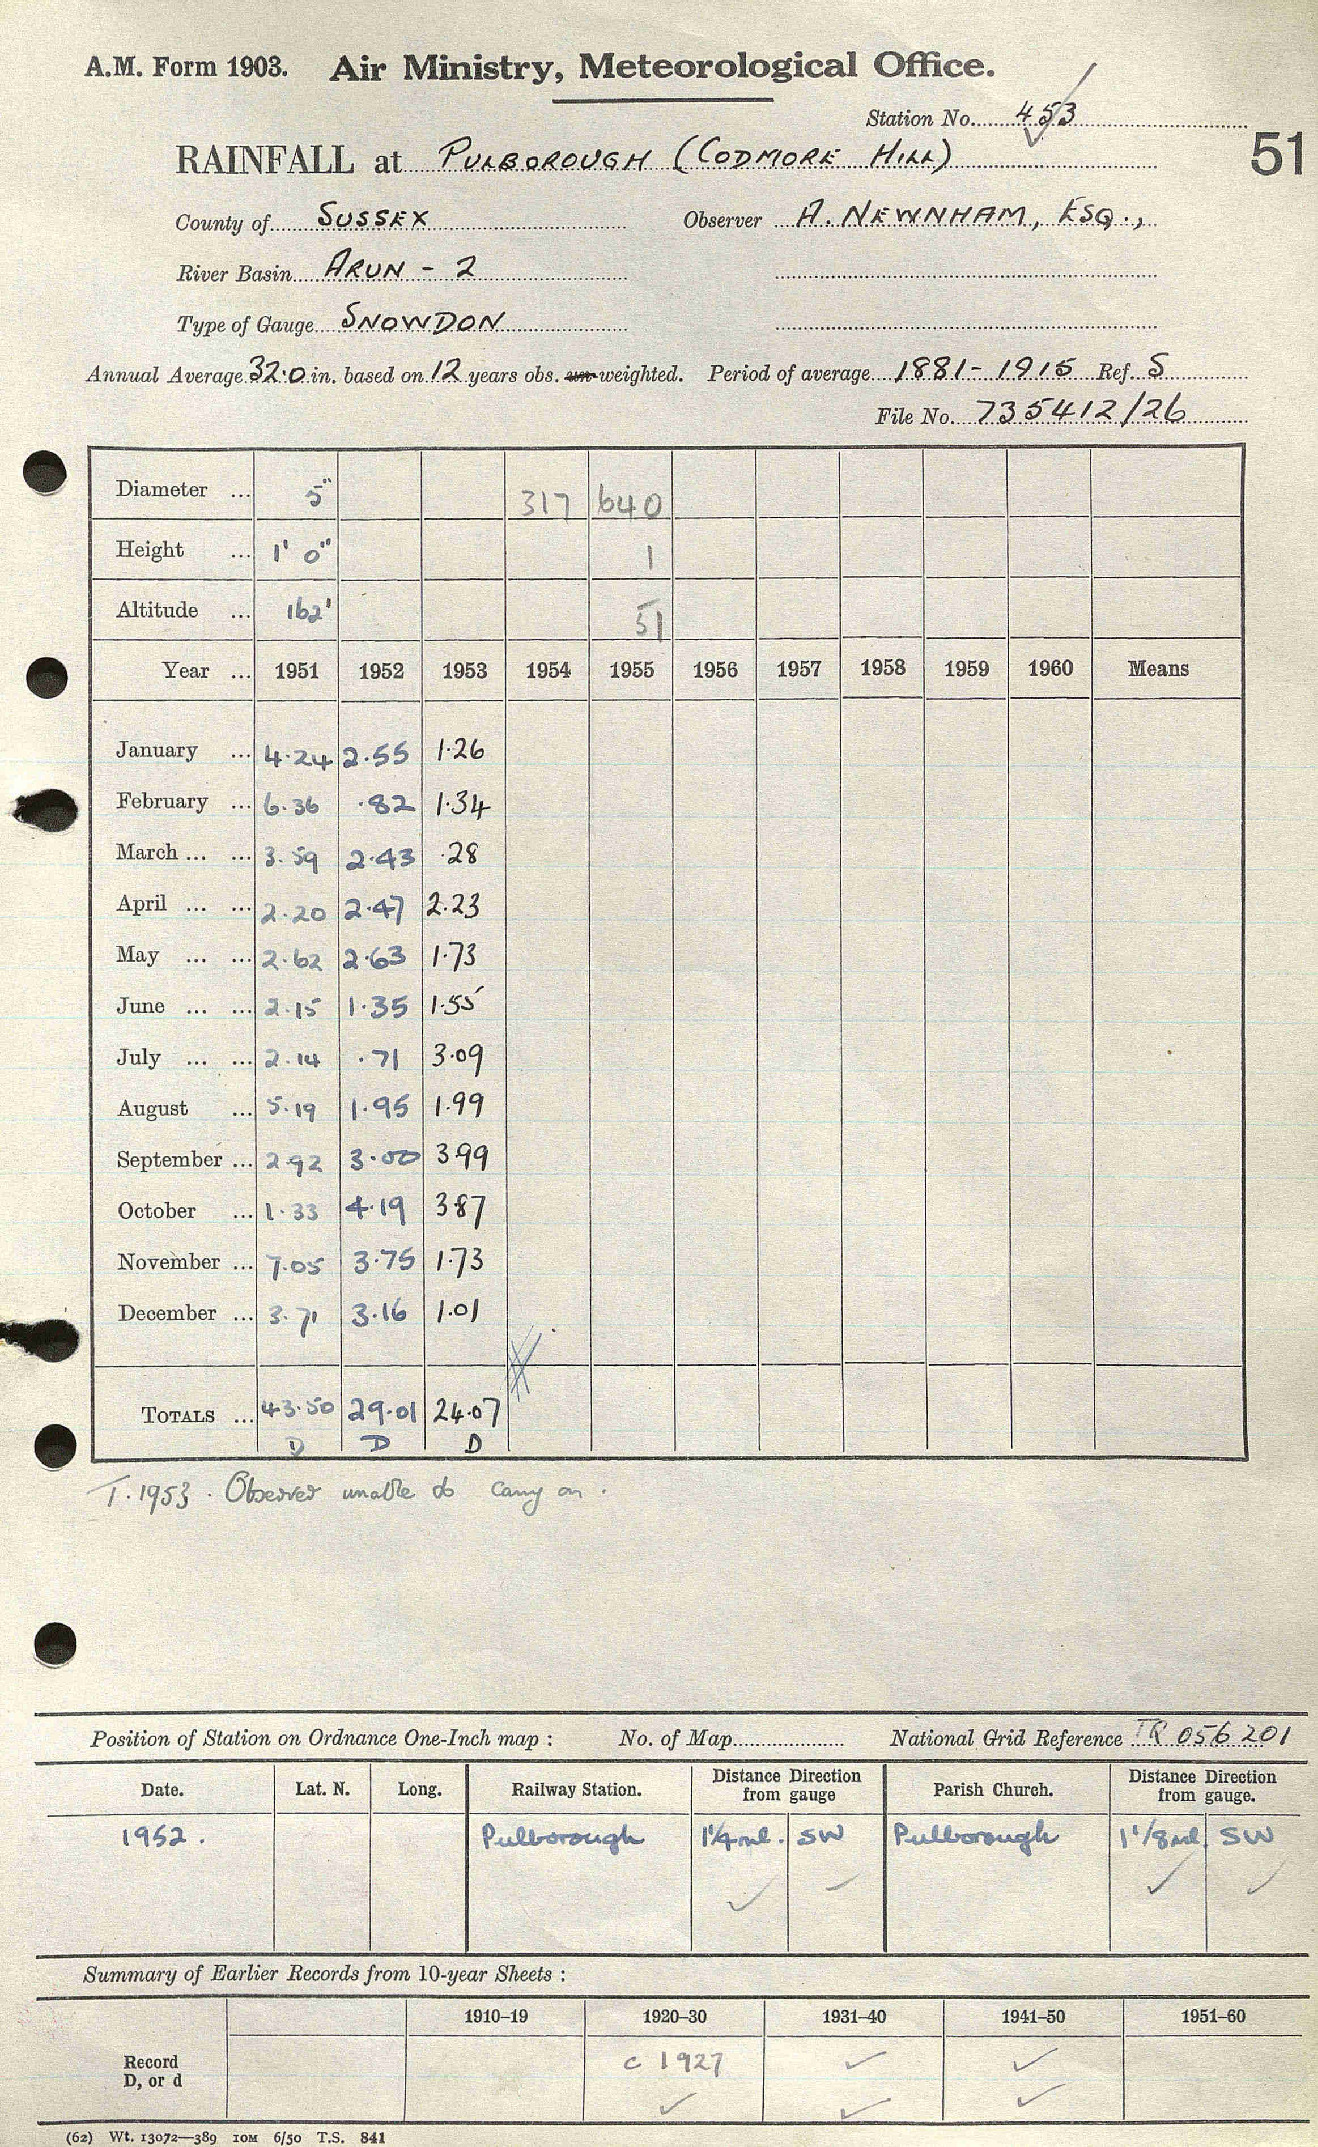 A.M. Form 1903. Air Ministry, Meteorological Office.
Station No. 453
51
RAINFALL at PULBOROUGH (CODMORE HILL)
County of SUSSEX Observer A. NEWNHAM, ESQ.,
River Basin ARUN - 2
Type of Gauge SNOWDON
Annual Average 32.0 in. based on 12 years obs. un-weighted. Period of average 1881-1915 Ref. S
File No. 735412/26
Diameter ... 5" 317 640
Height ... 1' 0" 1
Altitude ... 162' 51
Year ... 1951 1952 1953 1954 1955 1956 1957 1958 1959 1960 Means
January ... 4.24 2.55 1.26
February ... 6.36 .82 1.34
March ... ... 3.59 2.43 .28
April ... ... 2.20 2.47 2.23
May ... ... 2.62 2.63 1.73
June ... ... 2.15 1.35 1.55
July ... ... 2.14 .71 3.09
August ... 5.19 1.95 1.99
September ... 2.92 3.00 3.99
October ... 1.33 4.19 3.87
November ... 7.05 3.75 1.73
December ... 3.71 3.16 1.01
TOTALS ... 43.50 29.01 24.07
D D D
T. 1953. Observer unable to carry on.
Position of Station on Ordnance One-Inch map : No. of Map National Grid Reference TQ 056 201
Date. Lat. N. Long. Railway Station. Distance Direction from gauge Parish Church. Distance Direction from gauge.
1952. Pulborough 1¼ ml. SW Pulborough 1 1/8 ml SW
Summary of Earlier Records from 10-year Sheets :
1910–19 1920–30 1931–40 1941–50 1951–60
Record D, or d c 1927
(62) Wt. 13072—389 10M 6/50 T.S. 841